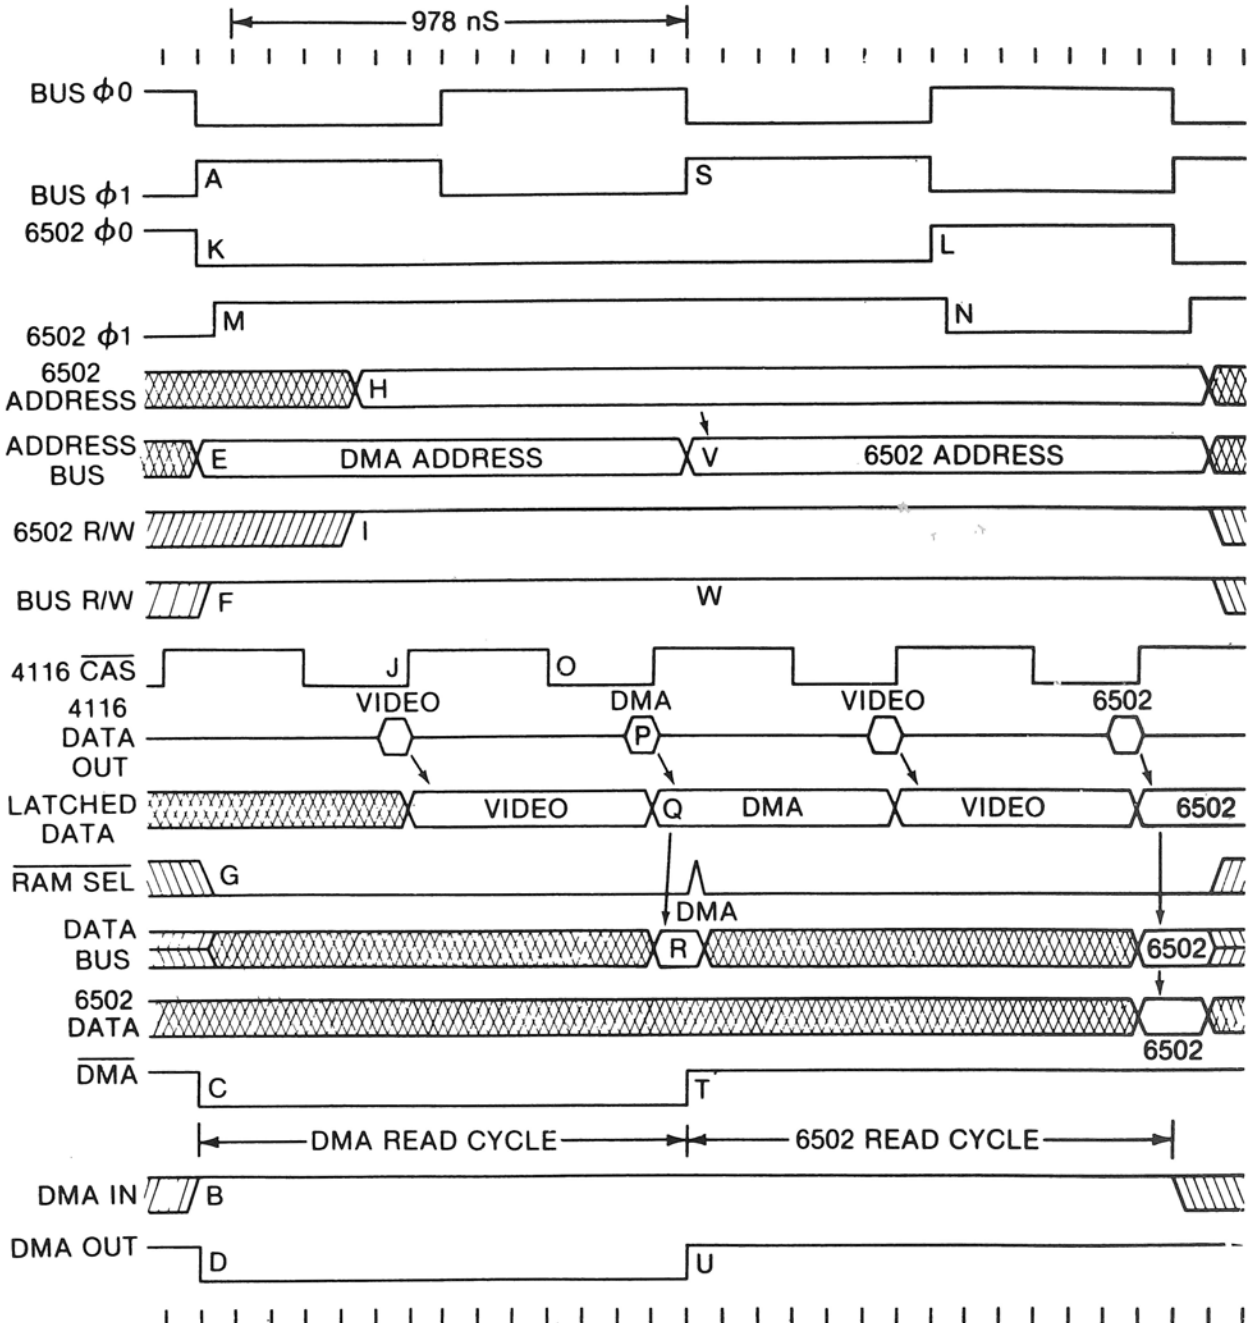 978 nS
BUS ϕ0
BUS ϕ1
A
S
6502 ϕ0
K
L
6502 ϕ1
M
N
6502
ADDRESS
H
ADDRESS
BUS
E
DMA ADDRESS
V
6502 ADDRESS
6502 R/W
I
BUS R/W
F
W
4116 CAS
J
O
4116
DATA
OUT
VIDEO
DMA
VIDEO
6502
P
LATCHED
DATA
VIDEO
Q
DMA
VIDEO
6502
RAM SEL
G
DATA
BUS
DMA
R
6502
6502
DATA
6502
DMA
C
T
DMA READ CYCLE
6502 READ CYCLE
DMA IN
B
DMA OUT
D
U